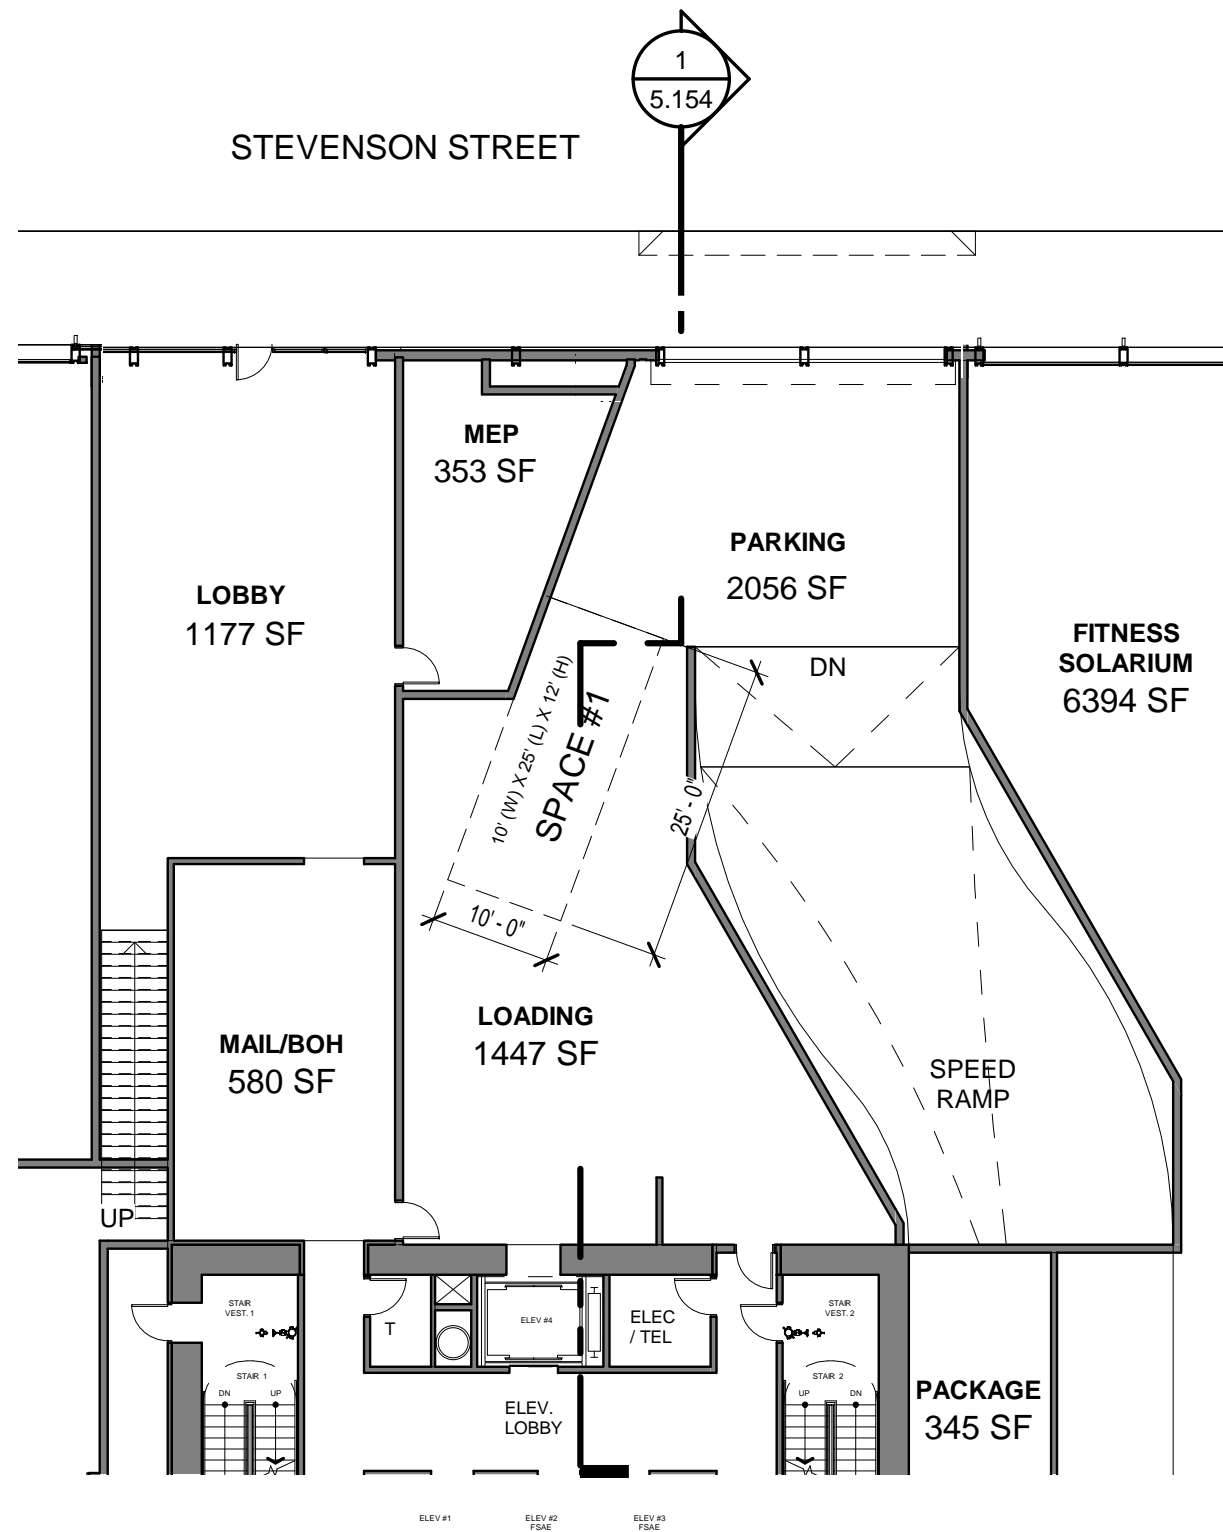 1
5.154
STEVENSON STREET
MEP
353 SF
PARKING
2056 SF
LOBBY
1177 SF
FITNESS
SOLARIUM
6394 SF
DN
10' (W) X 25' (L) X 12' (H)
SPACE #1
25' - 0"
10' - 0"
LOADING
1447 SF
MAIL/BOH
580 SF
SPEED
RAMP
UP
STAIR
VEST. 1
T
ELEV #4
ELEC
/ TEL
STAIR
VEST. 2
STAIR 1
DN
UP
STAIR 2
UP
DN
ELEV.
LOBBY
PACKAGE
345 SF
ELEV #1
ELEV #2
FSAE
ELEV #3
FSAE